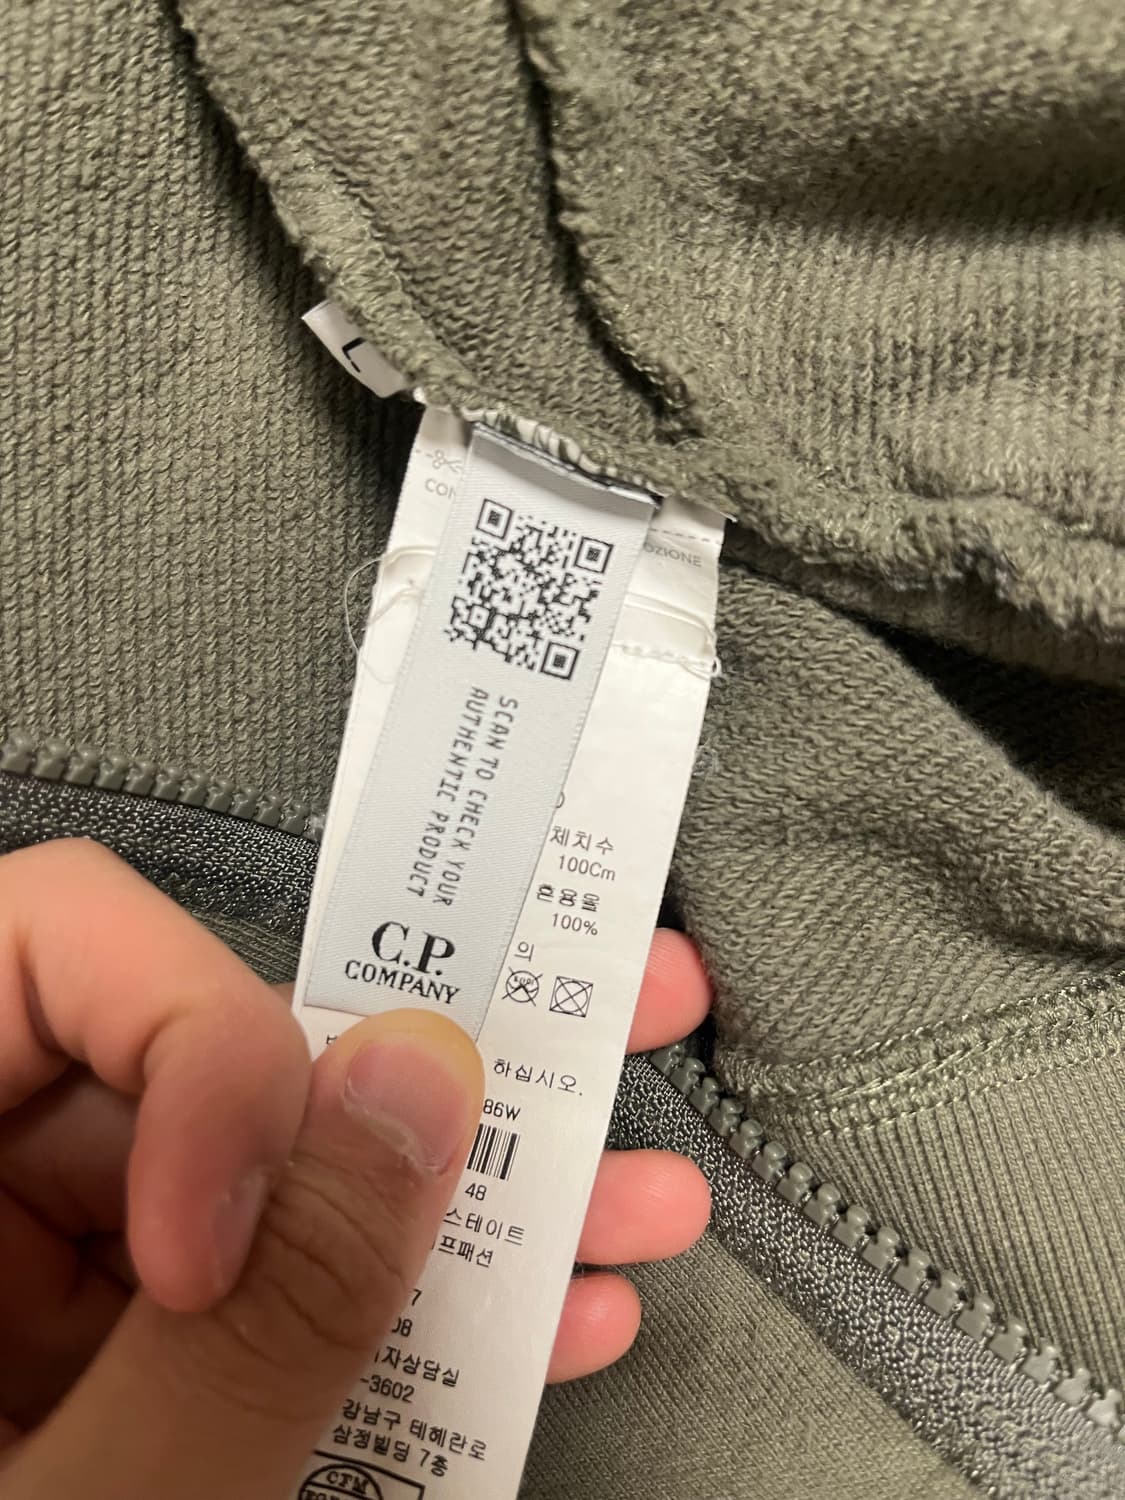 L
SCAN TO CHECK YOUR
AUTHENTIC PRODUCT
C.P.
COMPANY
체치수
100Cm
혼용율
100%
의
하십시오.
86W
48
스테이트
프패션
7
08
자상담실
-3602
강남구 테헤란로
삼정빌딩 7층
CFM